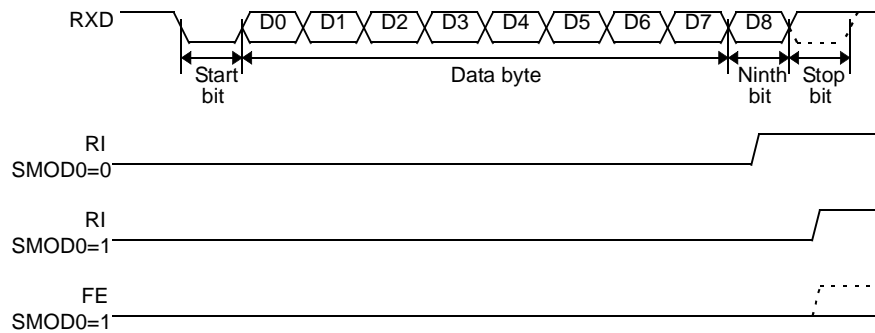 RXD D0 D1 D2 D3 D4 D5 D6 D7 D8
Start bit Data byte Ninth bit Stop bit
RI
SMOD0=0
RI
SMOD0=1
FE
SMOD0=1